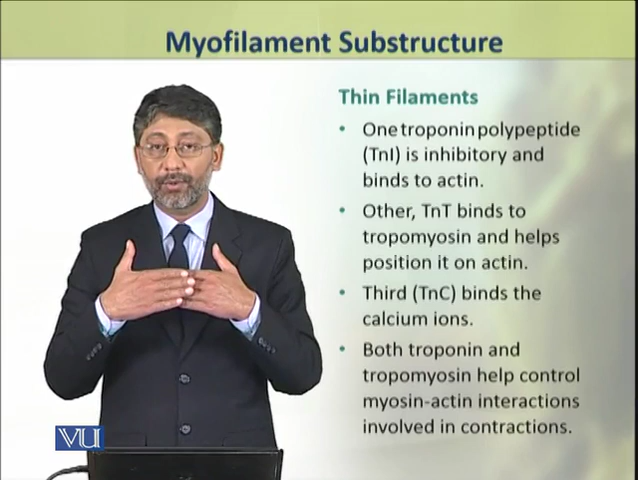 Myofilament Substructure
Thin Filaments
• One troponin polypeptide
(TnI) is inhibitory and
binds to actin.
• Other, TnT binds to
tropomyosin and helps
position it on actin.
• Third (TnC) binds the
calcium ions.
• Both troponin and
tropomyosin help control
myosin-actin interactions
involved in contractions.
VU